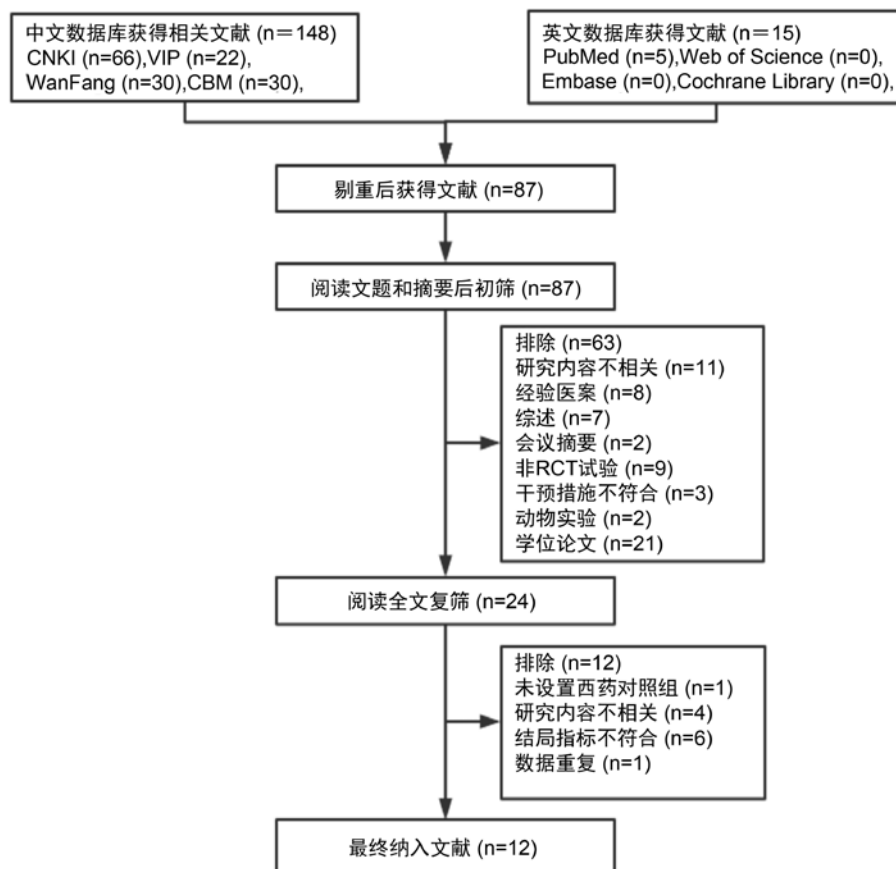 中文数据库获得相关文献 (n＝148)
CNKI (n=66),VIP (n=22),
WanFang (n=30),CBM (n=30),
英文数据库获得文献 (n＝15)
PubMed (n=5),Web of Science (n=0),
Embase (n=0),Cochrane Library (n=0),
剔重后获得文献 (n=87)
阅读文题和摘要后初筛 (n=87)
排除 (n=63)
研究内容不相关 (n=11)
经验医案 (n=8)
综述 (n=7)
会议摘要 (n=2)
非RCT试验 (n=9)
干预措施不符合 (n=3)
动物实验 (n=2)
学位论文 (n=21)
阅读全文复筛 (n=24)
排除 (n=12)
未设置西药对照组 (n=1)
研究内容不相关 (n=4)
结局指标不符合 (n=6)
数据重复 (n=1)
最终纳入文献 (n=12)